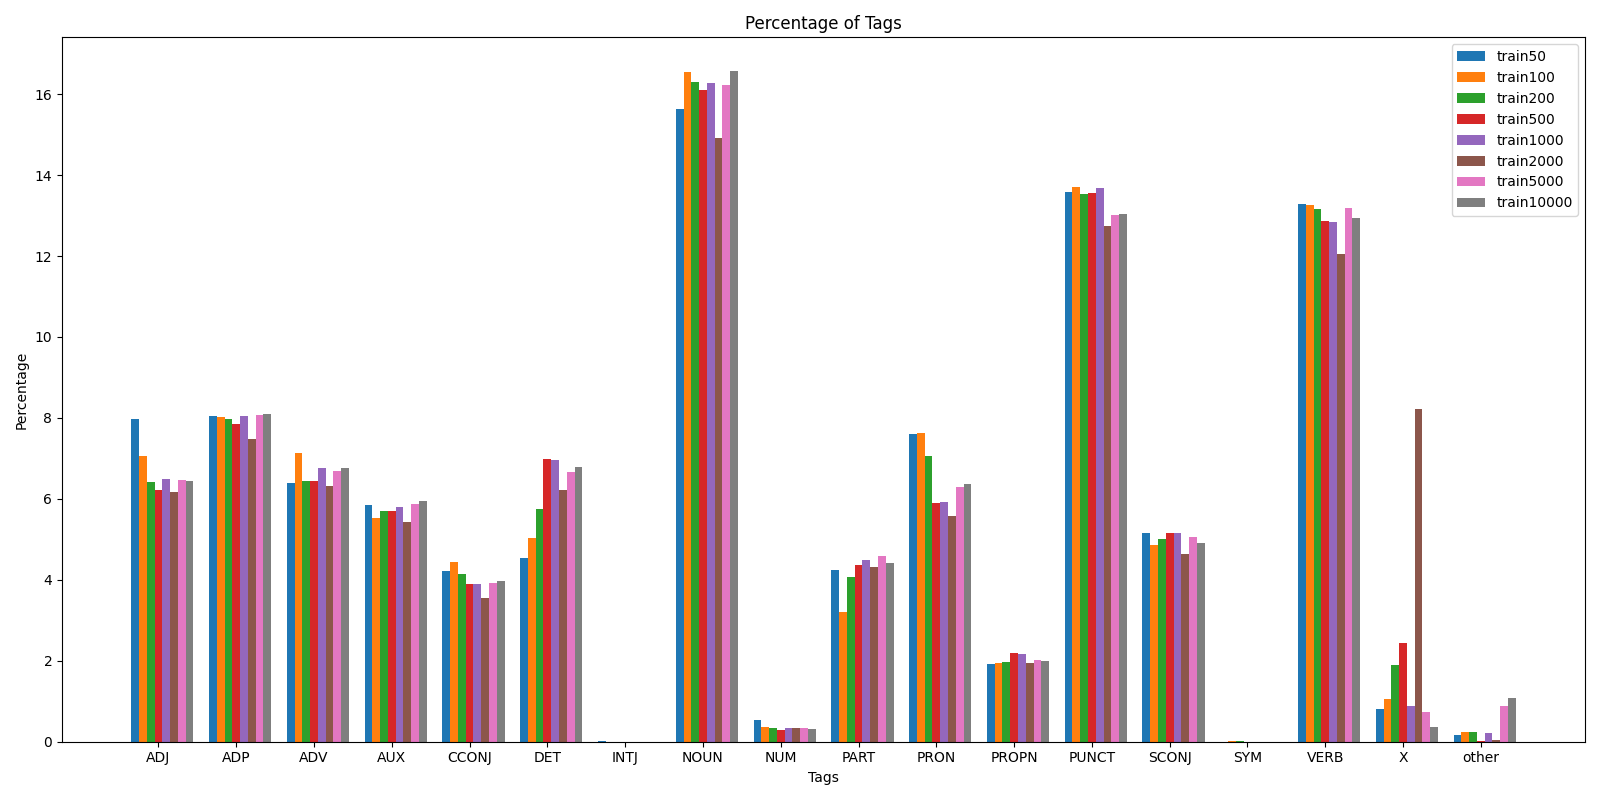 Percentage of Tags
train50
train100
train200
train500
train1000
train2000
train5000
train10000
Percentage
16
14
12
10
8
6
4
2
0
ADJ ADP ADV AUX CCONJ DET INTJ NOUN NUM PART PRON PROPN PUNCT SCONJ SYM VERB X other
Tags